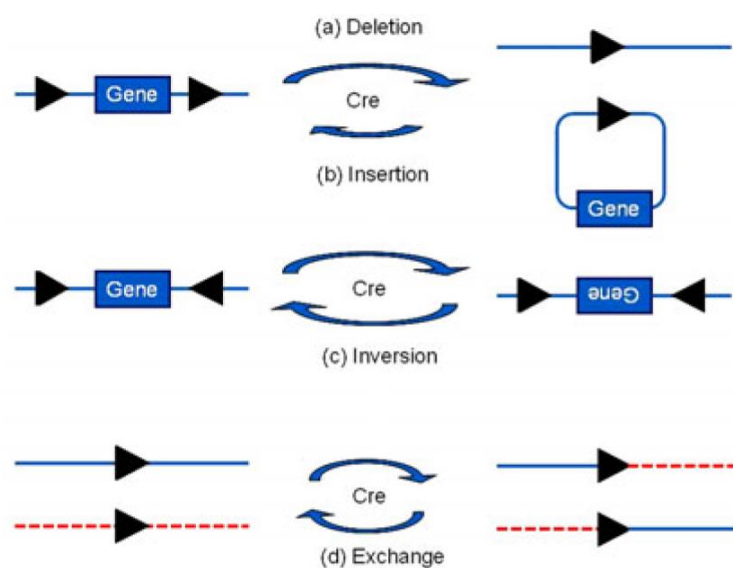 (a) Deletion
Gene
Cre
(b) Insertion
Gene
Gene
Cre
Gene
(c) Inversion
Cre
(d) Exchange